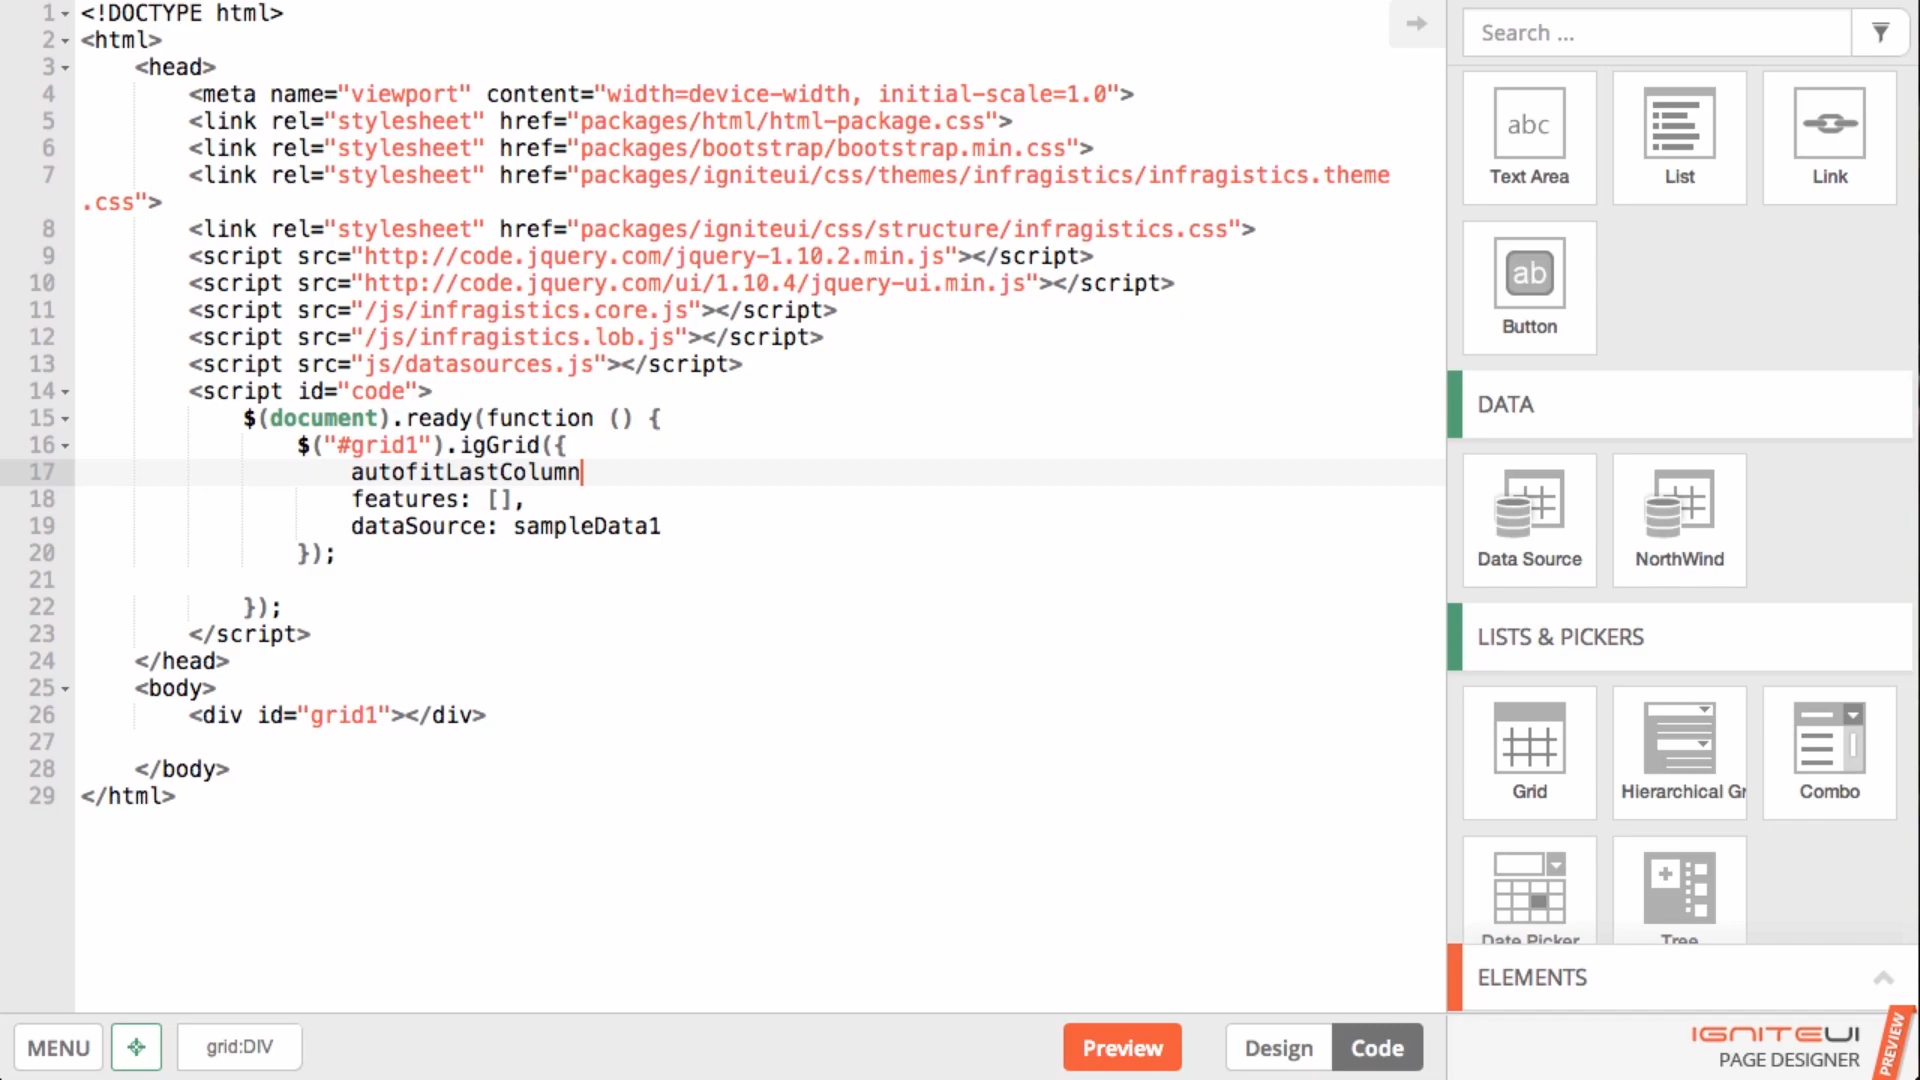 1 <!DOCTYPE html>
2 <html>
3 <head>
4 <meta name="viewport" content="width=device-width, initial-scale=1.0">
5 <link rel="stylesheet" href="packages/html/html-package.css">
6 <link rel="stylesheet" href="packages/bootstrap/bootstrap.min.css">
7 <link rel="stylesheet" href="packages/igniteui/css/themes/infragistics/infragistics.theme
.css">
8 <link rel="stylesheet" href="packages/igniteui/css/structure/infragistics.css">
9 <script src="http://code.jquery.com/jquery-1.10.2.min.js"></script>
10 <script src="http://code.jquery.com/ui/1.10.4/jquery-ui.min.js"></script>
11 <script src="/js/infragistics.core.js"></script>
12 <script src="/js/infragistics.lob.js"></script>
13 <script src="js/datasources.js"></script>
14 <script id="code">
15 $(document).ready(function () {
16 $("#grid1").igGrid({
17 autofitLastColumn
18 features: [],
19 dataSource: sampleData1
20 });
21
22 });
23 </script>
24 </head>
25 <body>
26 <div id="grid1"></div>
27
28 </body>
29 </html>
MENU
grid:DIV
Preview
Design
Code
Search ...
abc
Text Area
List
Link
ab
Button
DATA
Data Source
NorthWind
LISTS & PICKERS
Grid
Hierarchical Gr
Combo
Date Picker
Tree
ELEMENTS
IGNITEUI
PAGE DESIGNER
PREVIEW